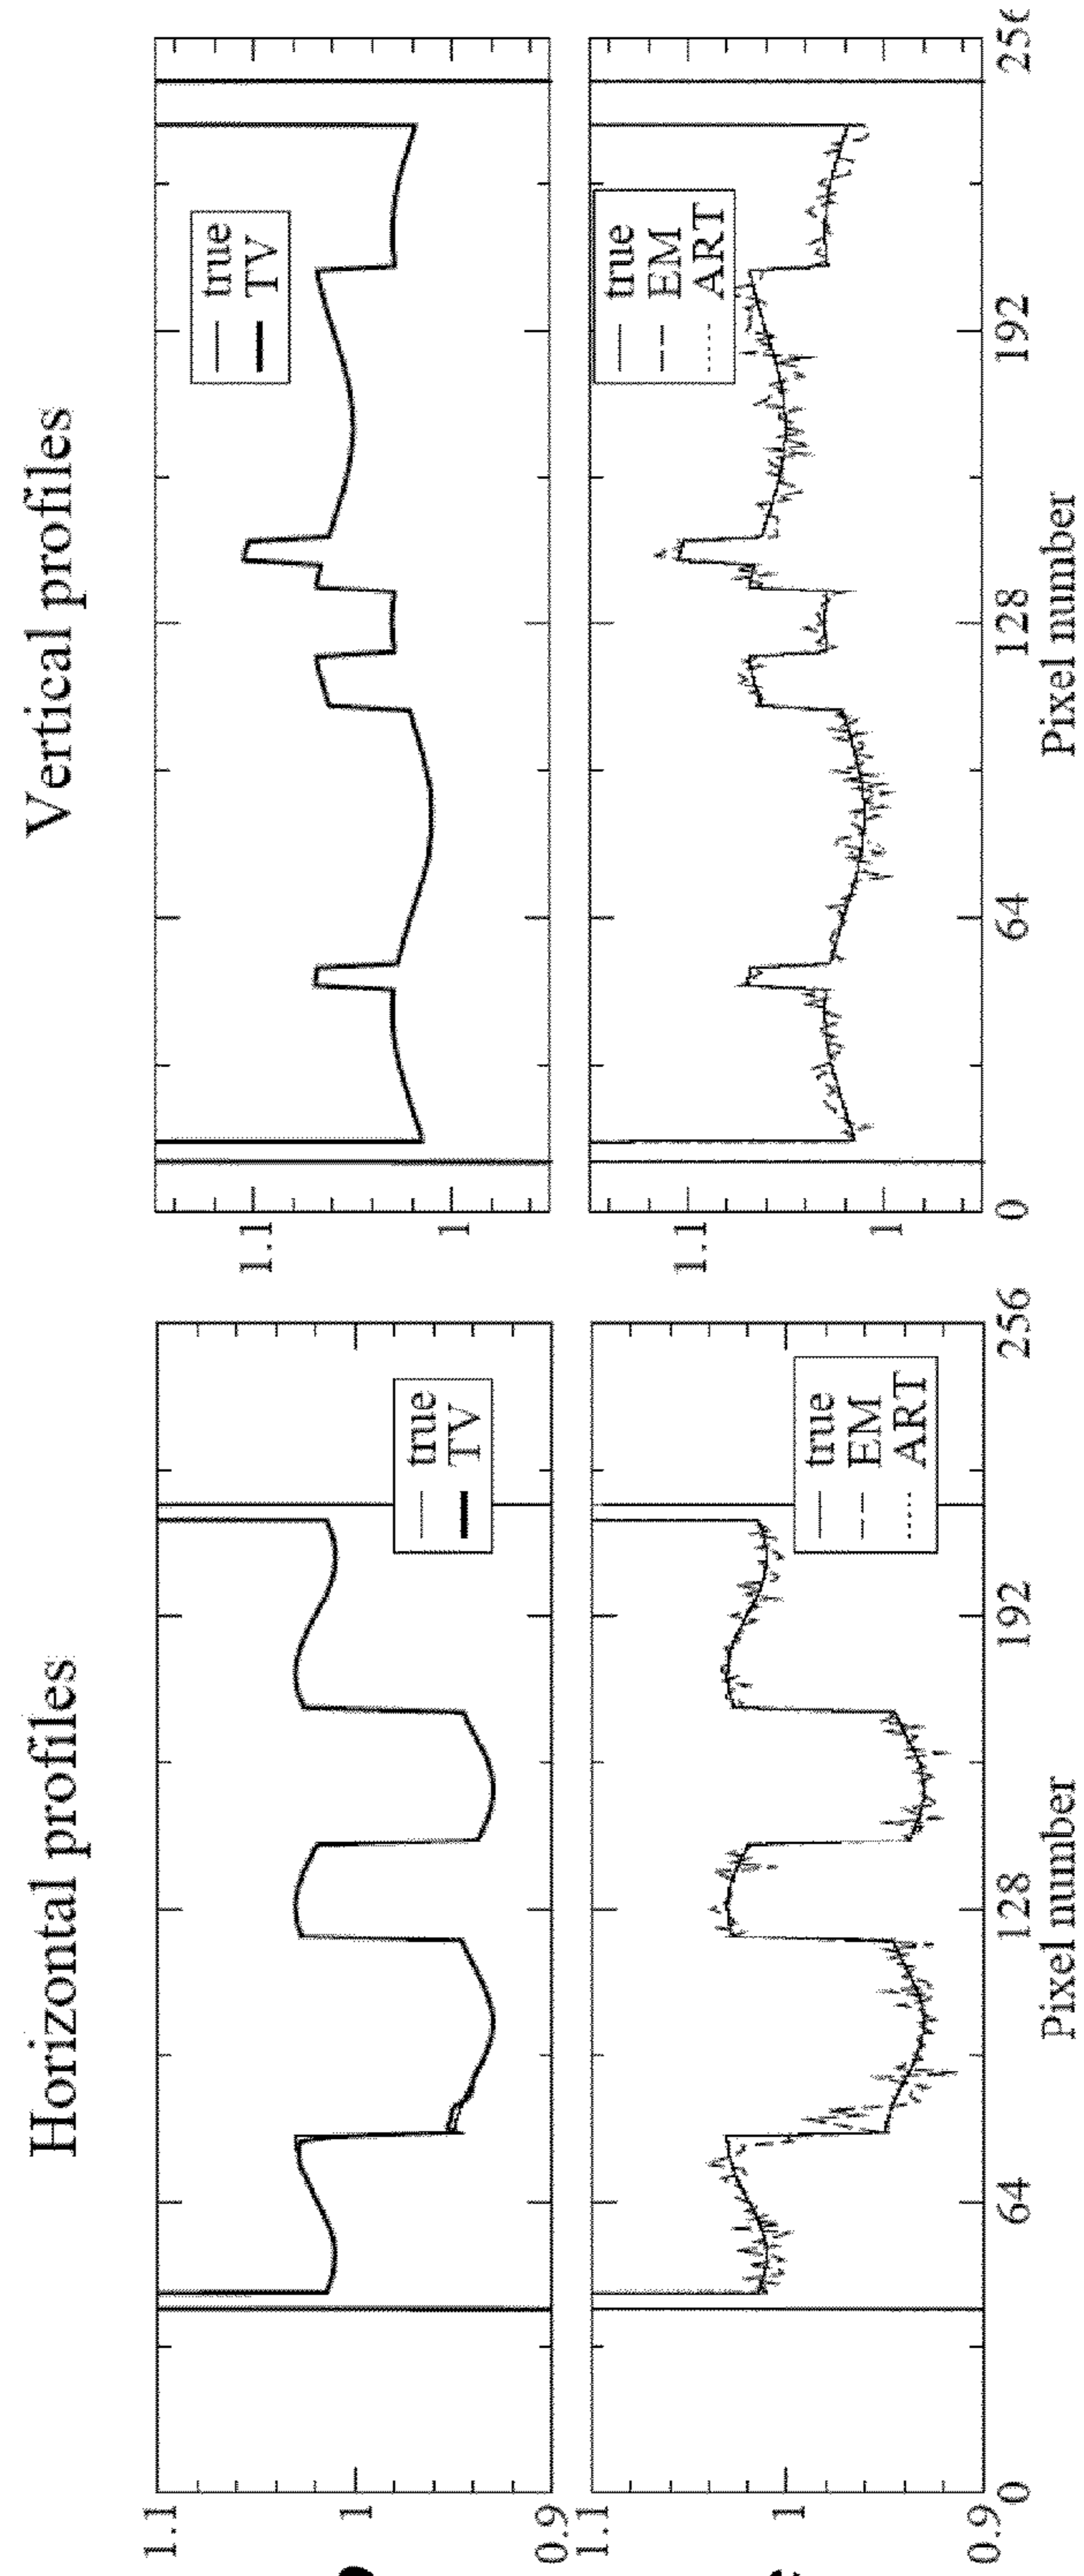 Horizontal profiles
1.1
1
0.9
true
TV
1.1
1
0.9
true
EM
ART
0
64
128
192
256
Pixel number
Vertical profiles
1.1
1
true
TV
1.1
1
true
EM
ART
0
64
128
192
Pixel number